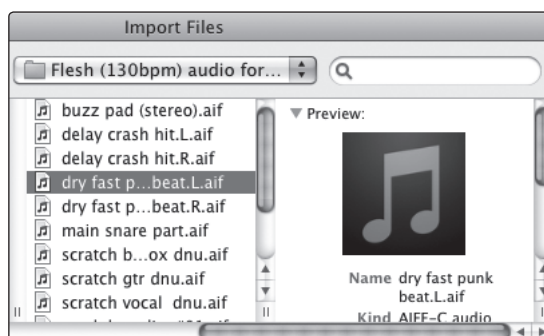 Import Files
Flesh (130bpm) audio for...
buzz pad (stereo).aif
delay crash hit.L.aif
delay crash hit.R.aif
dry fast p...beat.L.aif
dry fast p...beat.R.aif
main snare part.aif
scratch b...ox dnu.aif
scratch gtr dnu.aif
scratch vocal dnu.aif
Preview:
Name dry fast punk
beat.L.aif
Kind AIFF-C audio